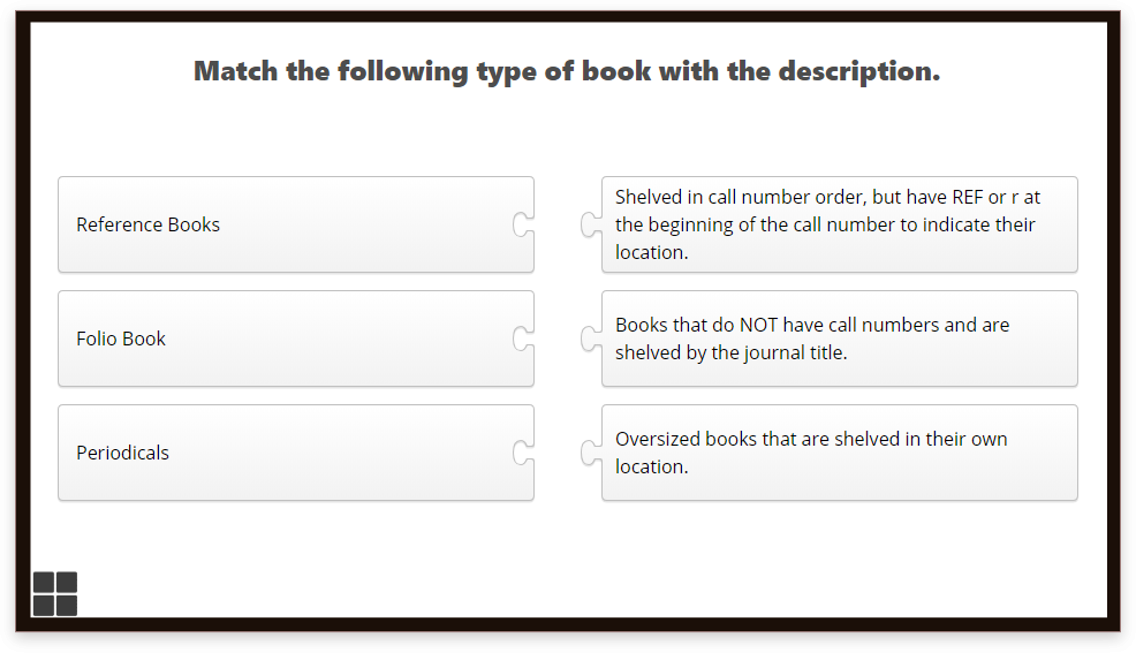 Match the following type of book with the description.
Reference Books
Shelved in call number order, but have REF or r at
the beginning of the call number to indicate their
location.
Folio Book
Books that do NOT have call numbers and are
shelved by the journal title.
Periodicals
Oversized books that are shelved in their own
location.